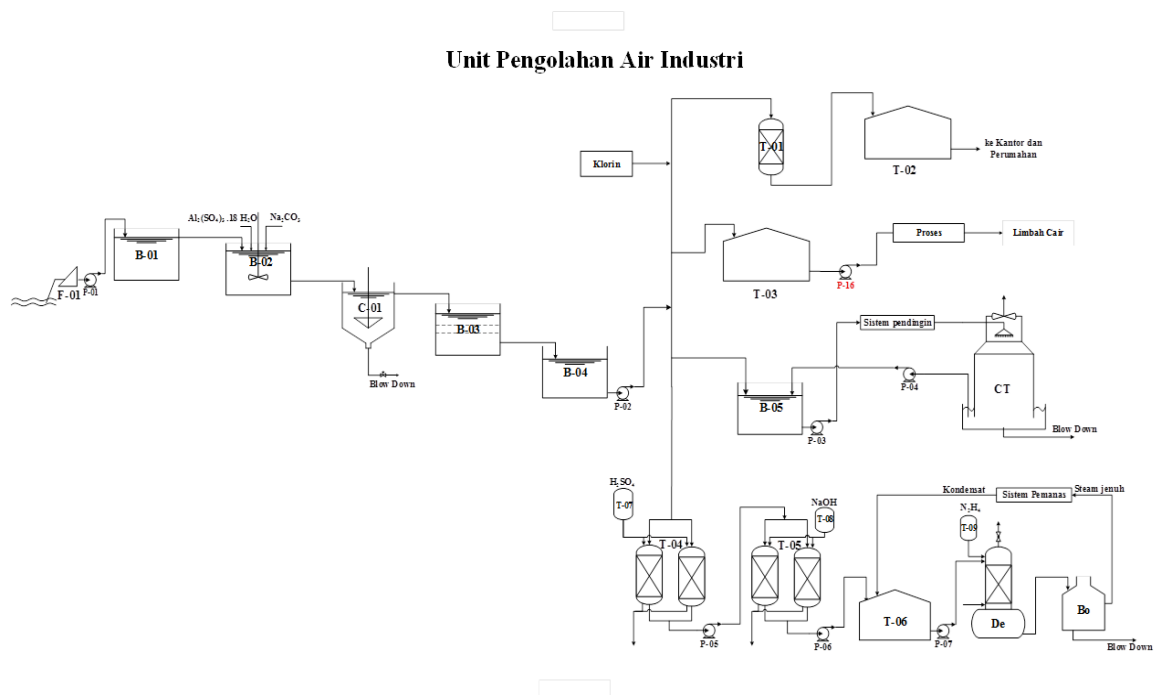 Unit Pengolahan Air Industri
T-01
T-02
ke Kantor dan
Perumahan
Klorin
Al₂(SO₄)₃ .18 H₂O
Na₂CO₃
B-01
B-02
F-01
P-01
C-01
Blow Down
B-03
B-04
P-02
T-03
P-16
Proses
Limbah Cair
Sistem pendingin
B-05
P-03
P-04
CT
Blow Down
H₂SO₄
T-07
T-04
P-05
NaOH
T-08
T-05
P-06
Kondensat
Sistem Pemanas
Steam jenuh
T-06
P-07
N₂H₄
T-09
De
Bo
Blow Down